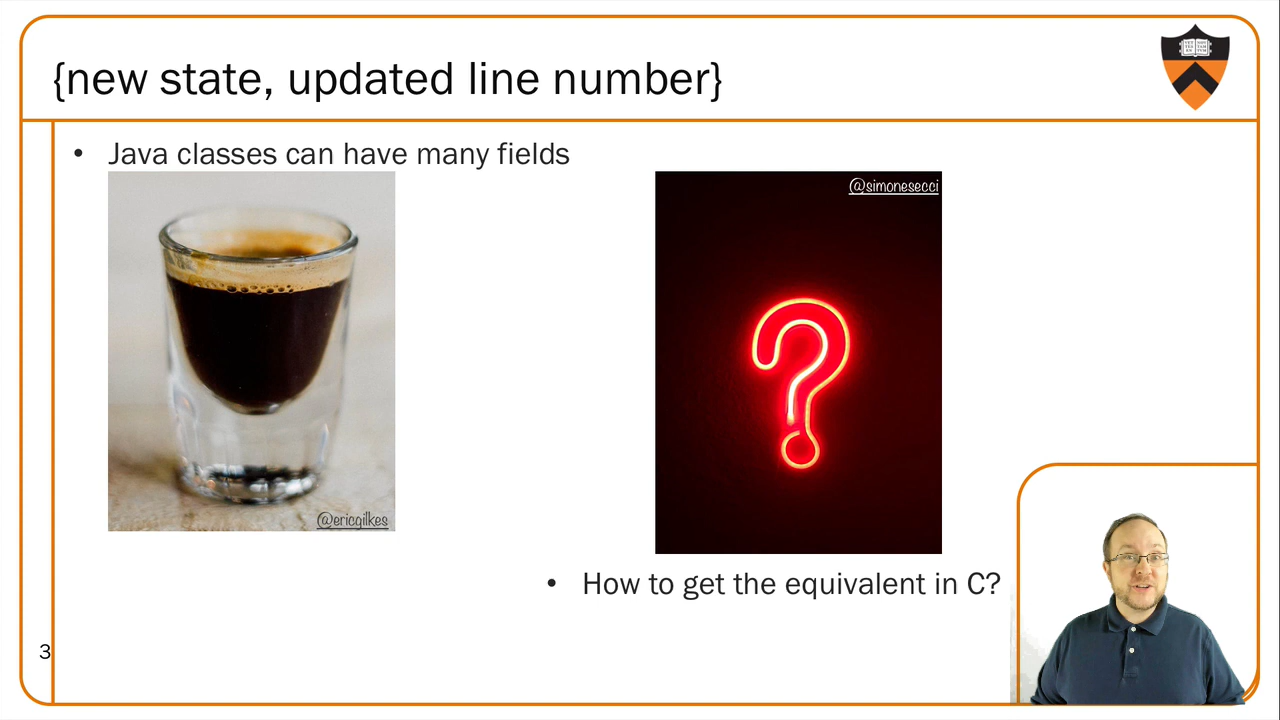 {new state, updated line number}
• Java classes can have many fields
@simonesecci
@ericgilkes
• How to get the equivalent in C?
3